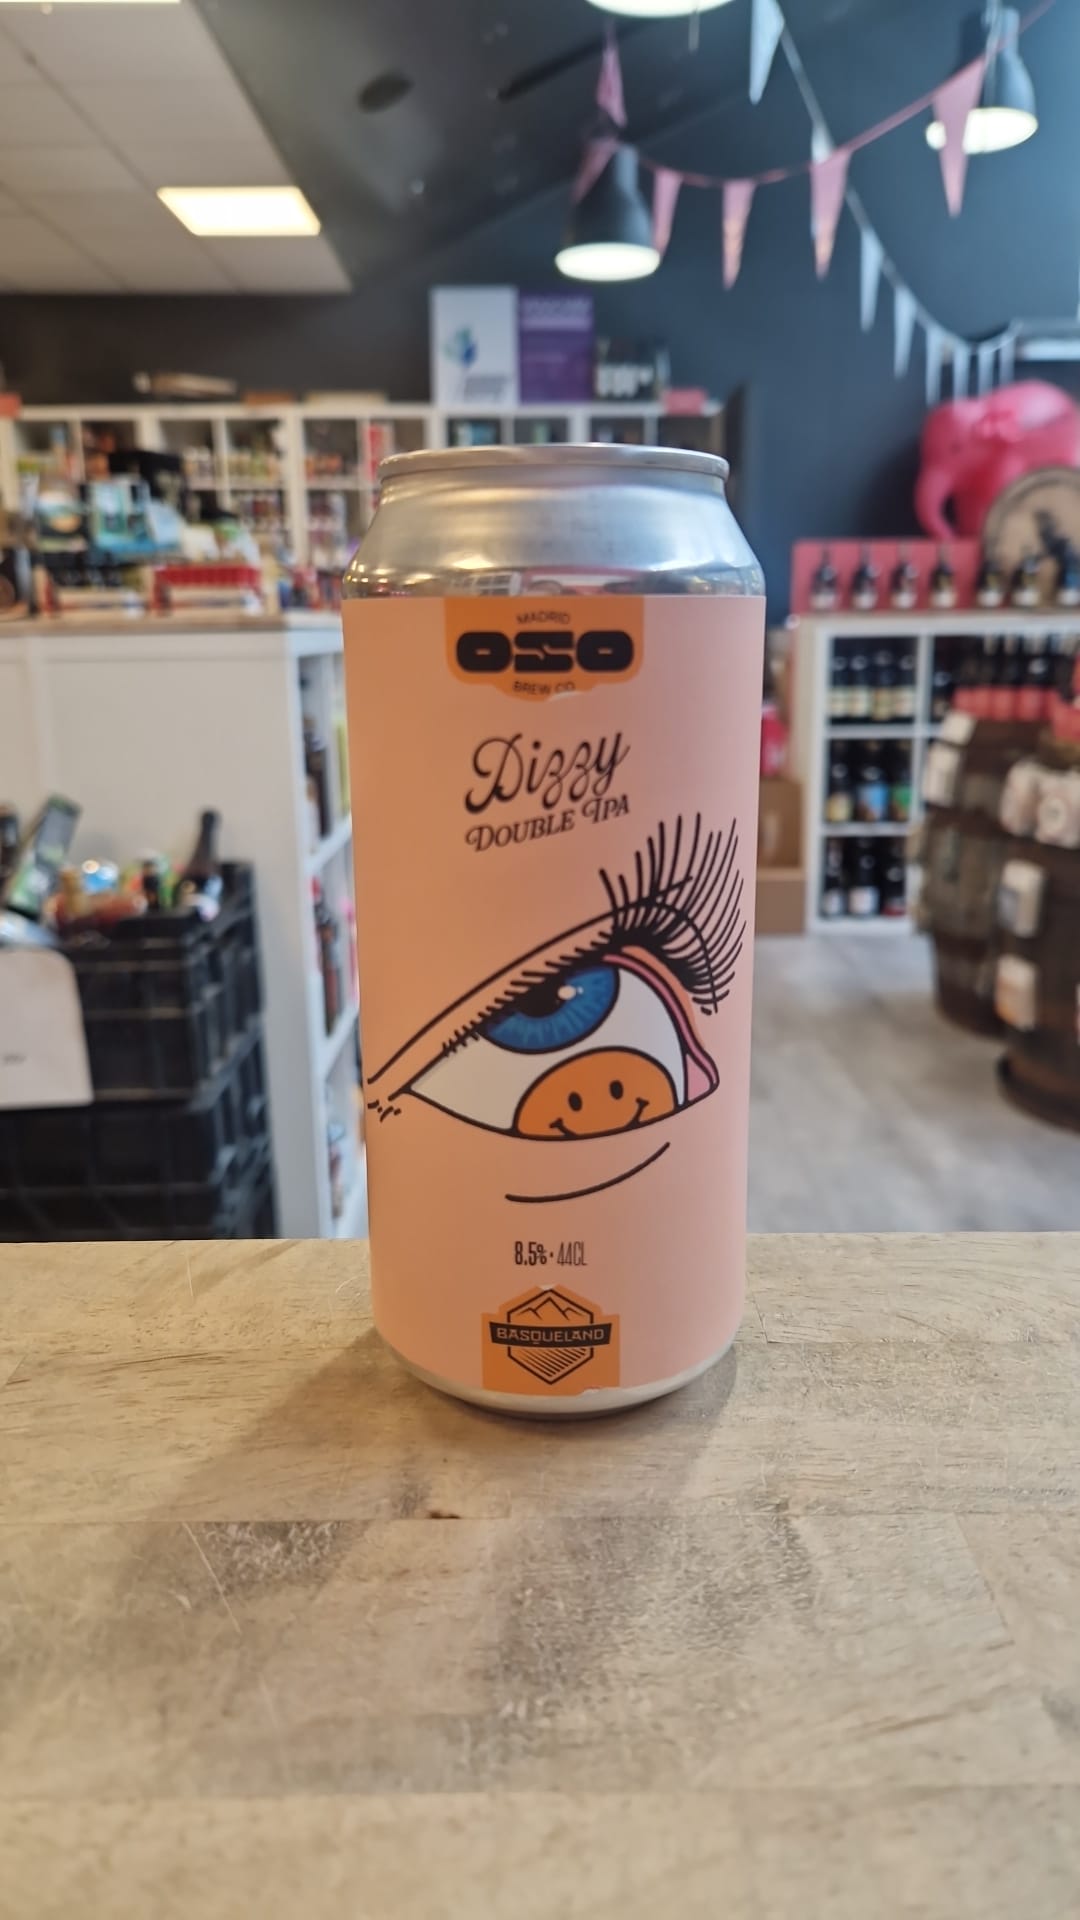 MADRID
OSO
BREW CO
Dizzy
DOUBLE IPA
8.5% · 44CL
BASQUELAND